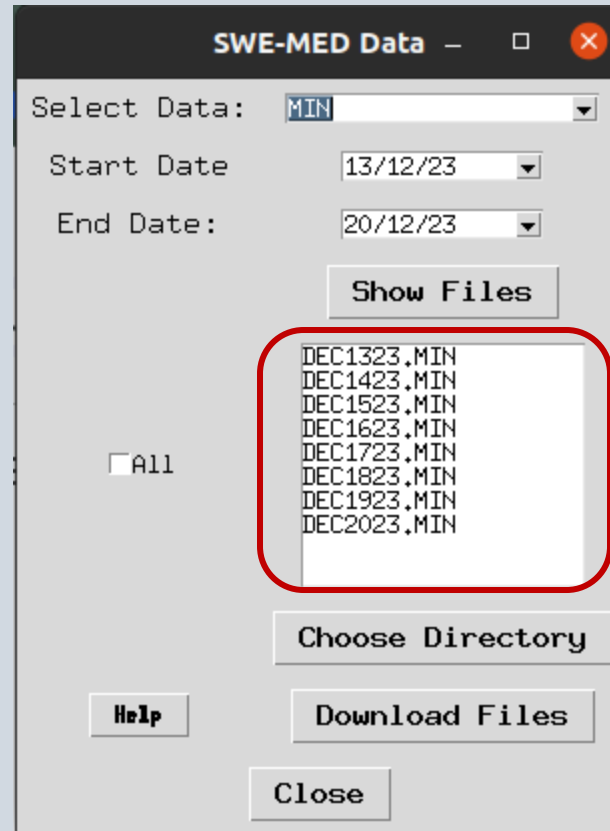 SWE-MED Data
Select Data: MIN
Start Date 13/12/23
End Date: 20/12/23
Show Files
DEC1323.MIN
DEC1423.MIN
DEC1523.MIN
DEC1623.MIN
DEC1723.MIN
DEC1823.MIN
DEC1923.MIN
DEC2023.MIN
All
Choose Directory
Help Download Files
Close